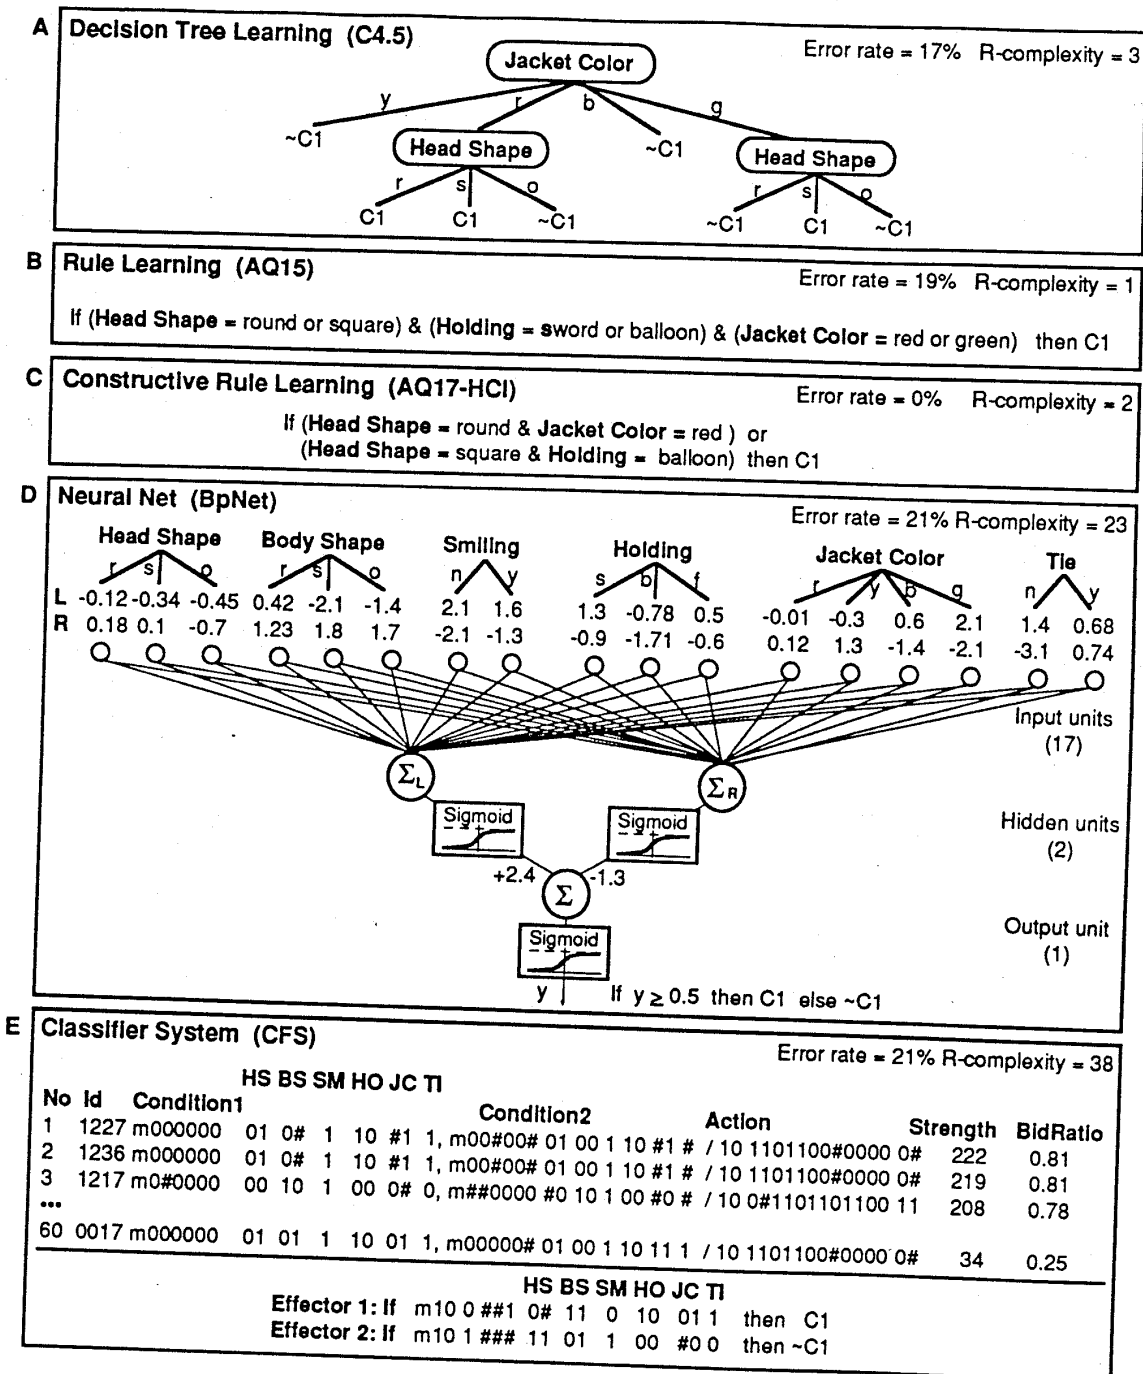 A Decision Tree Learning (C4.5)
Error rate = 17% R-complexity = 3
Jacket Color
y r b g
~C1 Head Shape ~C1 Head Shape
r s o r s o
C1 C1 ~C1 ~C1 C1 ~C1
B Rule Learning (AQ15)
Error rate = 19% R-complexity = 1
If (Head Shape = round or square) & (Holding = sword or balloon) & (Jacket Color = red or green) then C1
C Constructive Rule Learning (AQ17-HCI)
Error rate = 0% R-complexity = 2
If (Head Shape = round & Jacket Color = red ) or
(Head Shape = square & Holding = balloon) then C1
D Neural Net (BpNet)
Error rate = 21% R-complexity = 23
Head Shape Body Shape Smiling Holding Jacket Color Tie
r s o r s o n y s b f r y b g n y
L -0.12 -0.34 -0.45 0.42 -2.1 -1.4 2.1 1.6 1.3 -0.78 0.5 -0.01 -0.3 0.6 2.1 1.4 0.68
R 0.18 0.1 -0.7 1.23 1.8 1.7 -2.1 -1.3 -0.9 -1.71 -0.6 0.12 1.3 -1.4 -2.1 -3.1 0.74
Input units
(17)
ΣL ΣR
Sigmoid Sigmoid
Hidden units
(2)
+2.4 -1.3
Σ
Output unit
(1)
Sigmoid
y If y ≥ 0.5 then C1 else ~C1
E Classifier System (CFS)
Error rate = 21% R-complexity = 38
HS BS SM HO JC TI
No Id Condition1 Condition2 Action Strength BidRatio
1 1227 m000000 01 0# 1 10 #1 1, m00#00# 01 00 1 10 #1 # / 10 1101100#0000 0# 222 0.81
2 1236 m000000 01 0# 1 10 #1 1, m00#00# 01 00 1 10 #1 # / 10 1101100#0000 0# 219 0.81
3 1217 m0#0000 00 10 1 00 0# 0, m##0000 #0 10 1 00 #0 # / 10 0#1101101100 11 208 0.78
...
60 0017 m000000 01 01 1 10 01 1, m00000# 01 00 1 10 11 1 / 10 1101100#0000 0# 34 0.25
HS BS SM HO JC TI
Effector 1: If m10 0 ##1 0# 11 0 10 01 1 then C1
Effector 2: If m10 1 ### 11 01 1 00 #0 0 then ~C1